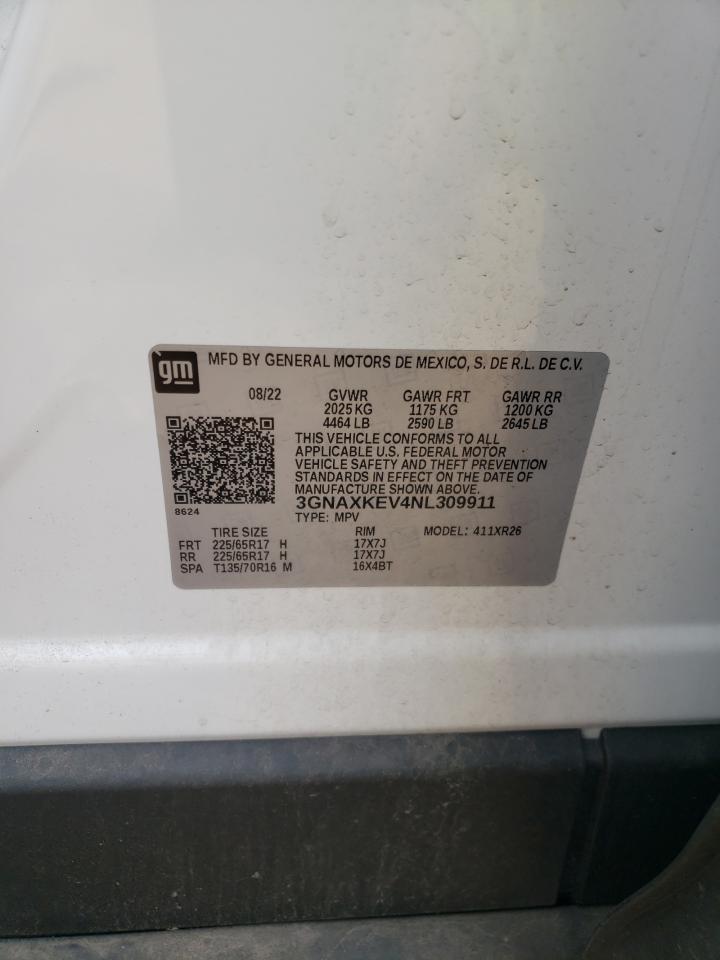 gm
MFD BY GENERAL MOTORS DE MEXICO, S. DE R.L. DE C.V.
08/22 GVWR GAWR FRT GAWR RR
2025 KG 1175 KG 1200 KG
4464 LB 2590 LB 2645 LB
THIS VEHICLE CONFORMS TO ALL
APPLICABLE U.S. FEDERAL MOTOR
VEHICLE SAFETY AND THEFT PREVENTION
STANDARDS IN EFFECT ON THE DATE OF
MANUFACTURE SHOWN ABOVE.
3GNAXKEV4NL309911
8624
TYPE: MPV
TIRE SIZE RIM MODEL: 411XR26
FRT 225/65R17 H 17X7J
RR 225/65R17 H 17X7J
SPA T135/70R16 M 16X4BT